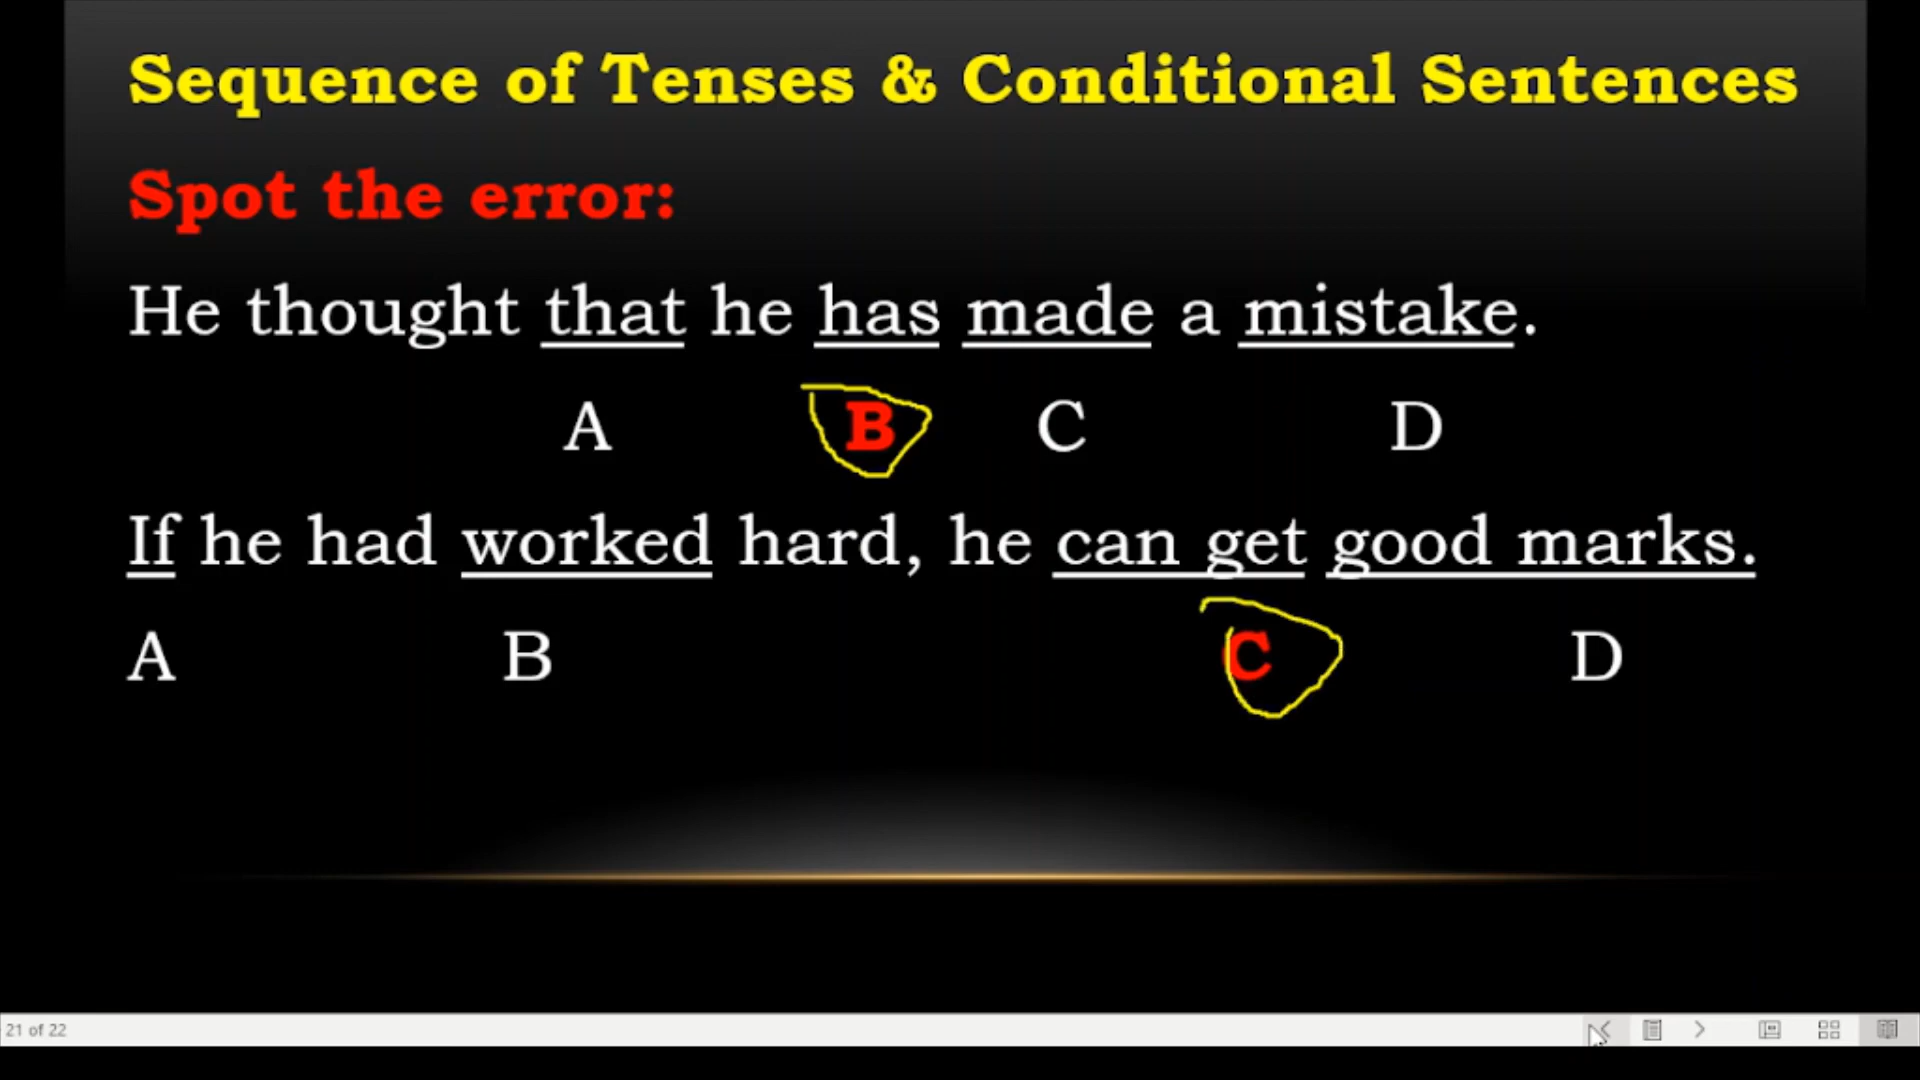 Sequence of Tenses & Conditional Sentences
Spot the error:
He thought that he has made a mistake.
A B C D
If he had worked hard, he can get good marks.
A B C D
21 of 22